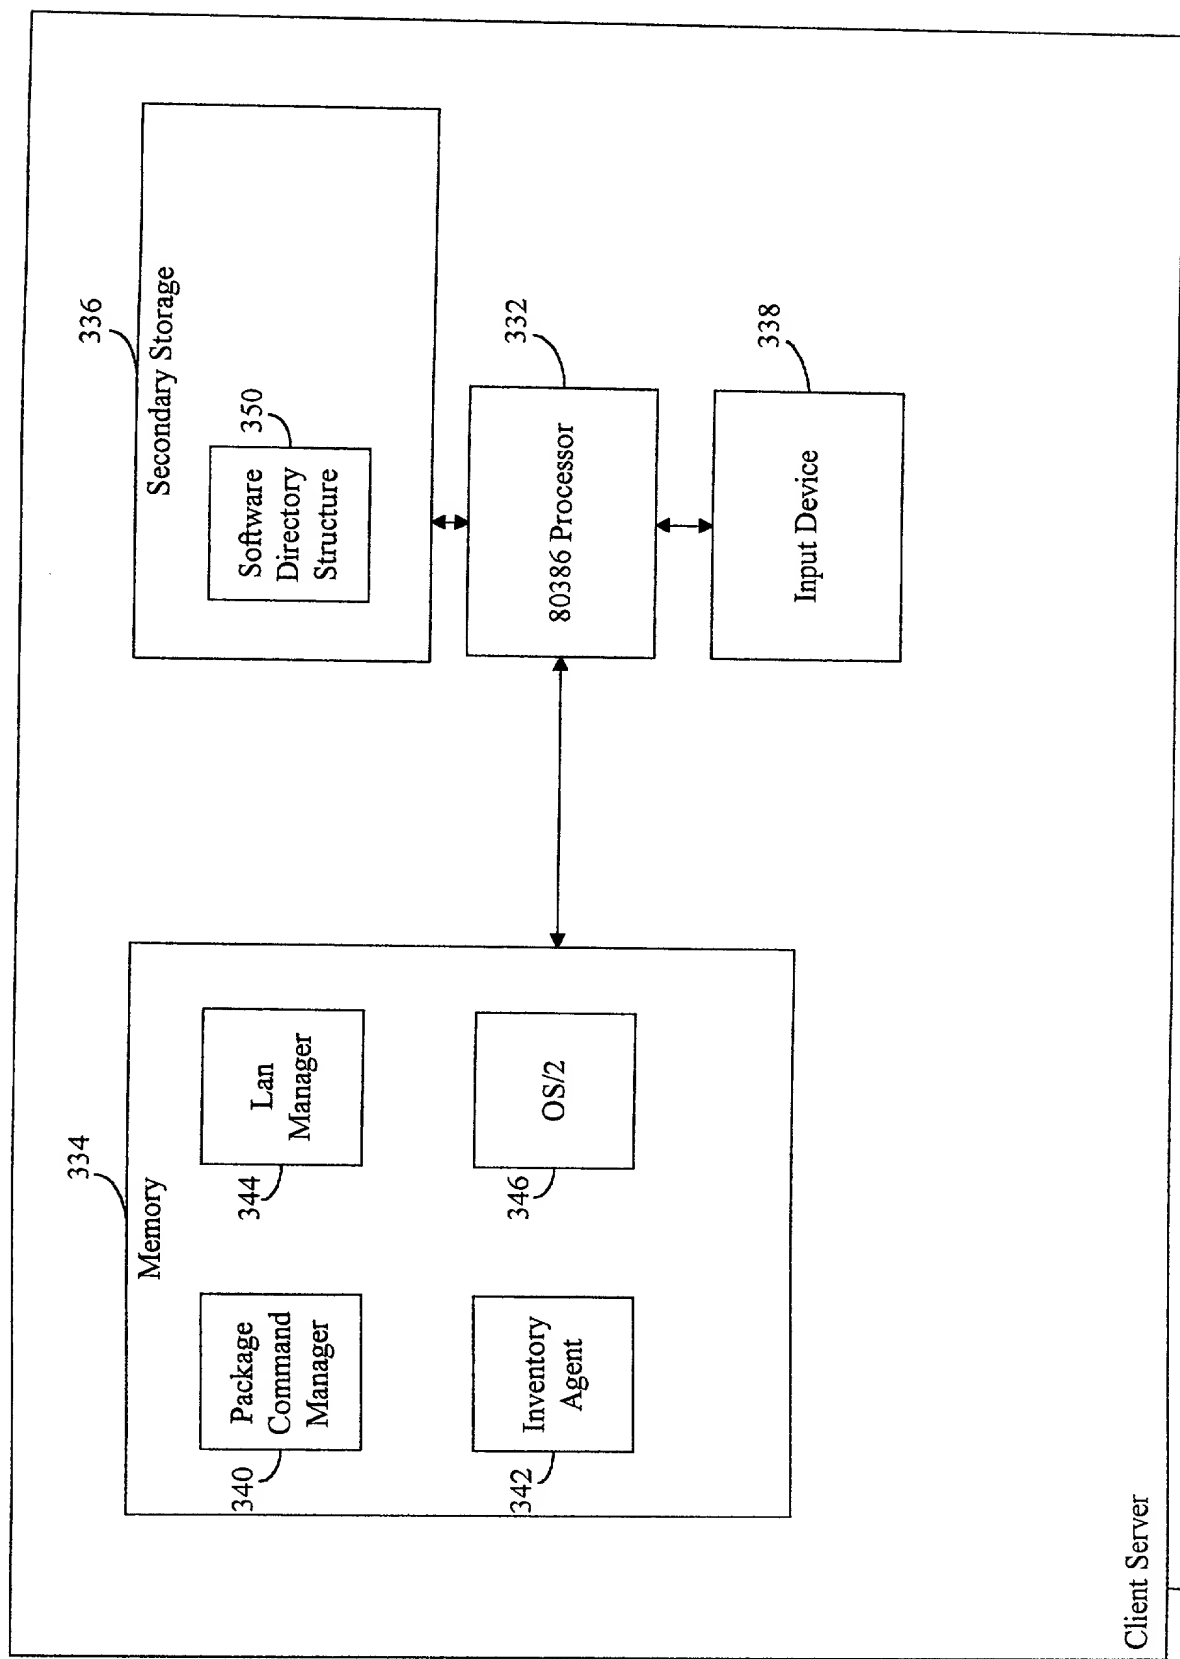 334
Memory
340
Package
Command
Manager
344
Lan
Manager
342
Inventory
Agent
346
OS/2
336
Secondary Storage
350
Software
Directory
Structure
332
80386 Processor
338
Input Device
Client Server